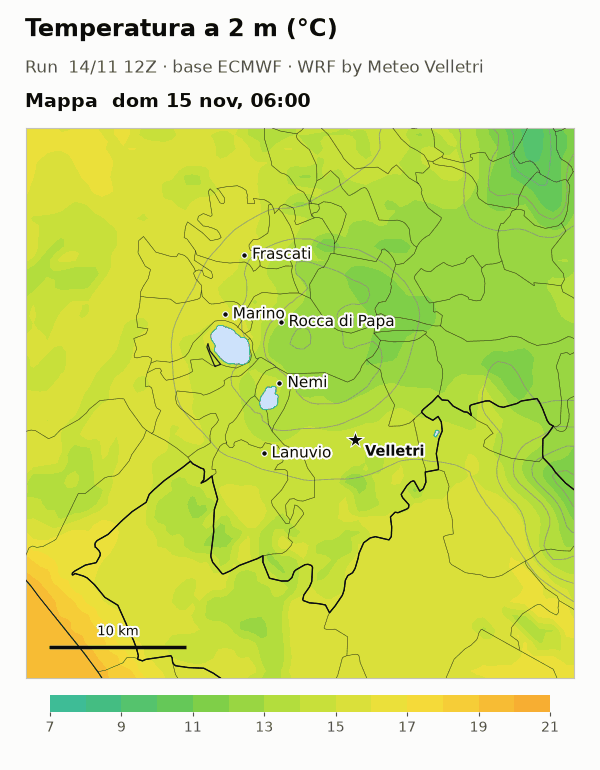 Temperatura a 2 m (°C)
Run  14/11 12Z · base ECMWF · WRF by Meteo Velletri
Mappa  dom 15 nov, 06:00
Frascati
Marino
Rocca di Papa
Nemi
Velletri
Lanuvio
10 km
7 9 11 13 15 17 19 21